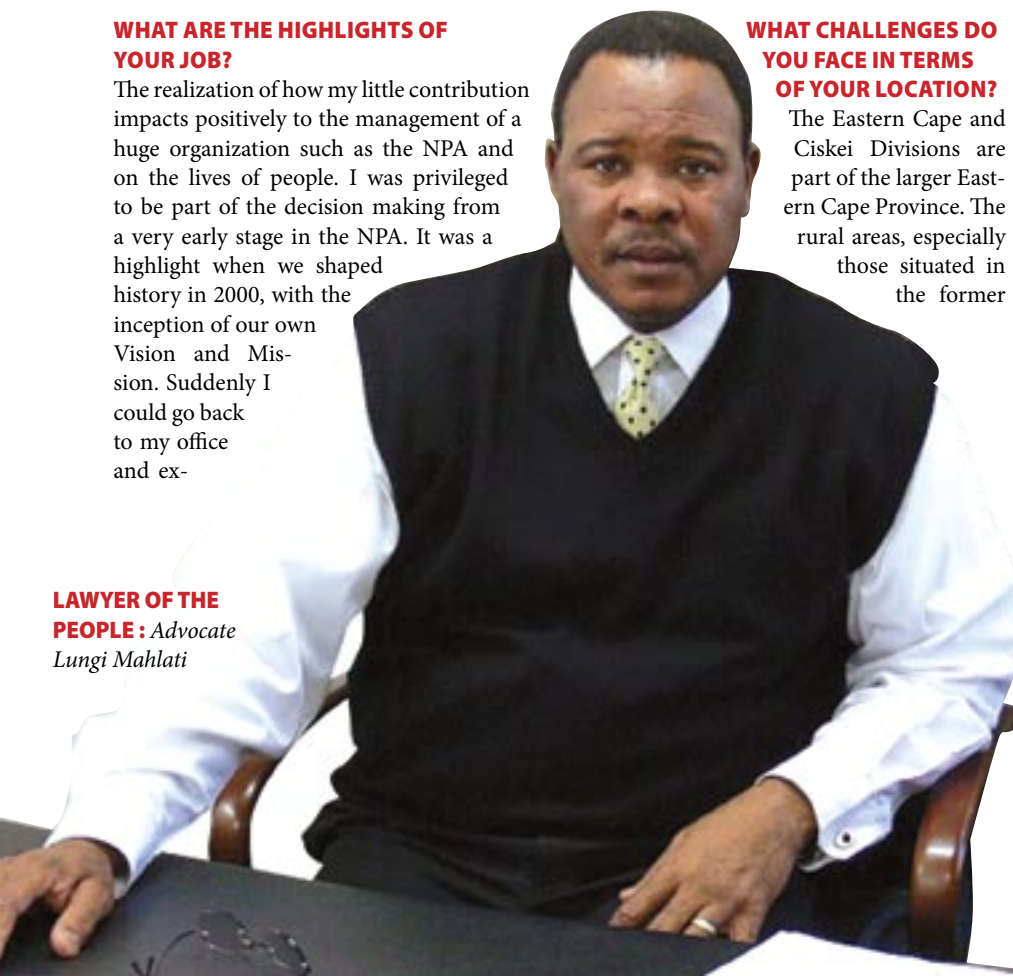 WHAT ARE THE HIGHLIGHTS OF
YOUR JOB?
The realization of how my little contribution
impacts positively to the management of a
huge organization such as the NPA and
on the lives of people. I was privileged
to be part of the decision making from
a very early stage in the NPA. It was a
highlight when we shaped
history in 2000, with the
inception of our own
Vision and Mis-
sion. Suddenly I
could go back
to my office
and ex-
LAWYER OF THE
PEOPLE : Advocate
Lungi Mahlati
WHAT CHALLENGES DO
YOU FACE IN TERMS
OF YOUR LOCATION?
The Eastern Cape and
Ciskei Divisions are
part of the larger East-
ern Cape Province. The
rural areas, especially
those situated in
the former